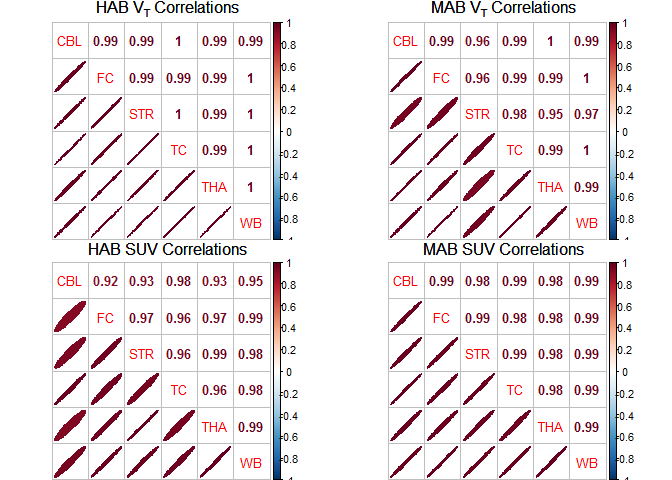 HAB VT Correlations
CBL 0.99 0.99 1 0.99 0.99
FC 0.99 0.99 0.99 1
STR 1 0.99 1
TC 0.99 1
THA 1
WB
1
0.8
0.6
0.4
0.2
0
-0.2
-0.4
-0.6
-0.8
-1
MAB VT Correlations
CBL 0.99 0.96 0.99 1 0.99
FC 0.96 0.99 0.99 1
STR 0.98 0.95 0.97
TC 0.99 1
THA 0.99
WB
1
0.8
0.6
0.4
0.2
0
-0.2
-0.4
-0.6
-0.8
-1
HAB SUV Correlations
CBL 0.92 0.93 0.98 0.93 0.95
FC 0.97 0.96 0.97 0.99
STR 0.96 0.99 0.98
TC 0.96 0.98
THA 0.99
WB
1
0.8
0.6
0.4
0.2
0
-0.2
-0.4
-0.6
-0.8
-1
MAB SUV Correlations
CBL 0.99 0.98 0.99 0.98 0.99
FC 0.99 0.98 0.98 0.99
STR 0.99 0.98 0.99
TC 0.98 0.99
THA 0.99
WB
1
0.8
0.6
0.4
0.2
0
-0.2
-0.4
-0.6
-0.8
-1